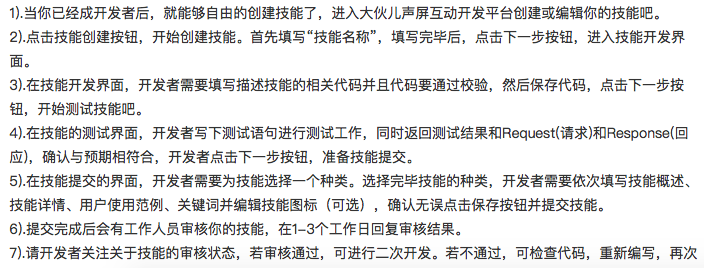 1).当你已经成开发者后，就能够自由的创建技能了，进入大伙儿声屏互动开发平台创建或编辑你的技能吧。
2).点击技能创建按钮，开始创建技能。首先填写“技能名称”，填写完毕后，点击下一步按钮，进入技能开发界
面。
3).在技能开发界面，开发者需要填写描述技能的相关代码并且代码要通过校验，然后保存代码，点击下一步按
钮，开始测试技能吧。
4).在技能的测试界面，开发者写下测试语句进行测试工作，同时返回测试结果和Request(请求)和Response(回
应)，确认与预期相符合，开发者点击下一步按钮，准备技能提交。
5).在技能提交的界面，开发者需要为技能选择一个种类。选择完毕技能的种类，开发者需要依次填写技能概述、
技能详情、用户使用范例、关键词并编辑技能图标（可选），确认无误点击保存按钮并提交技能。
6).提交完成后会有工作人员审核你的技能，在1-3个工作日回复审核结果。
7).请开发者关注关于技能的审核状态，若审核通过，可进行二次开发。若不通过，可检查代码，重新编写，再次